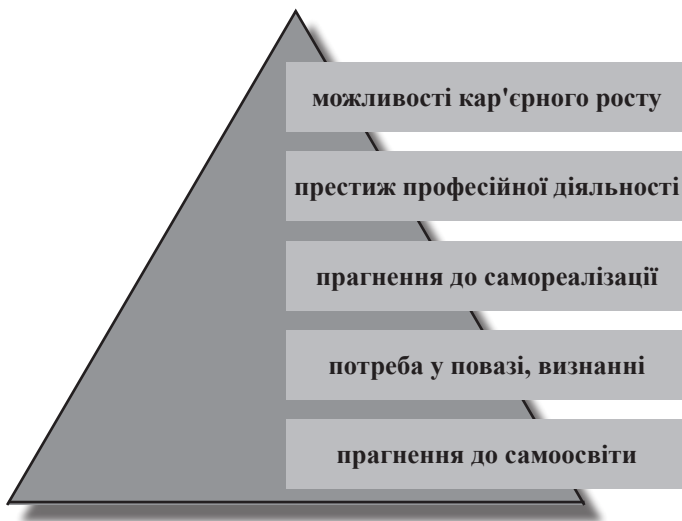 можливості кар'єрного росту
престиж професійної діяльності
прагнення до самореалізації
потреба у повазі, визнанні
прагнення до самоосвіти